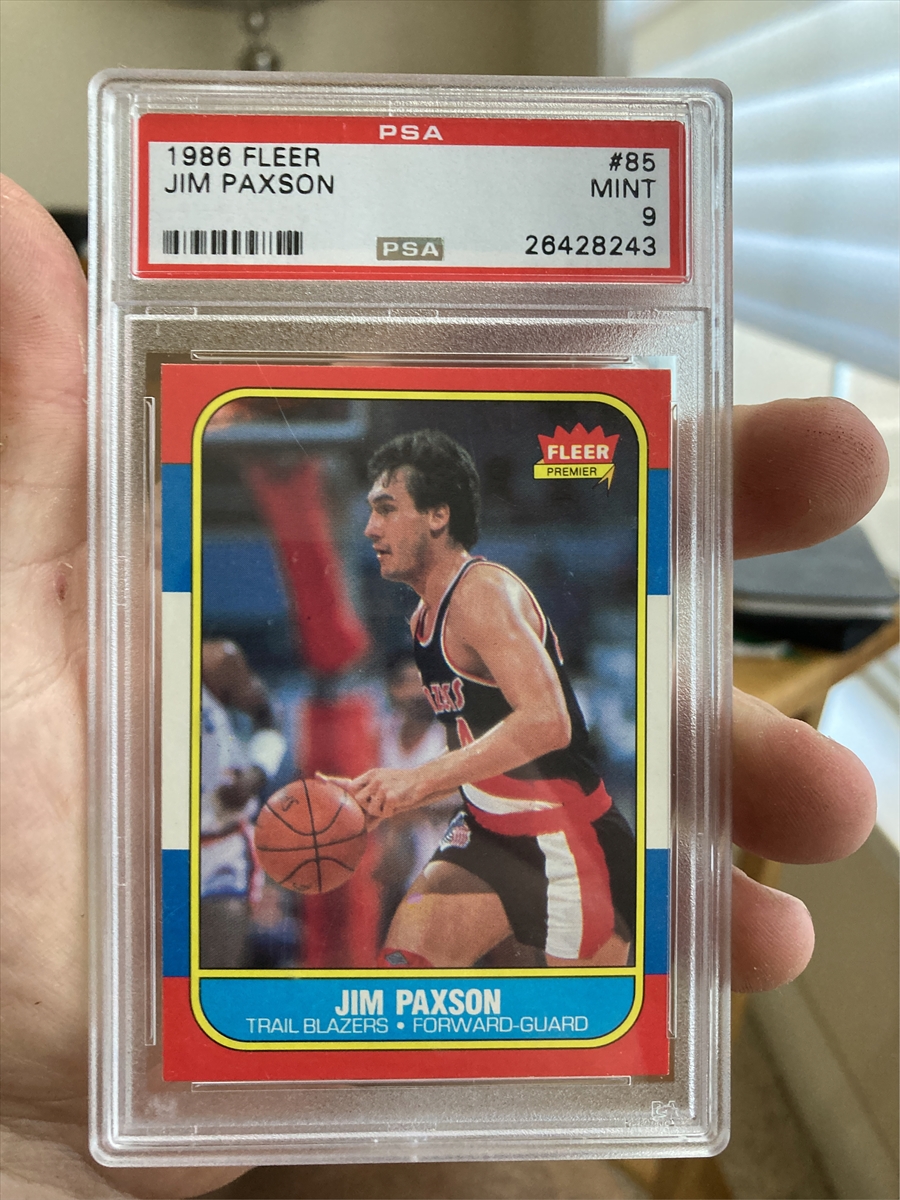 PSA
1986 FLEER #85
JIM PAXSON MINT
9
PSA 26428243
FLEER
PREMIER
JIM PAXSON
TRAIL BLAZERS • FORWARD-GUARD